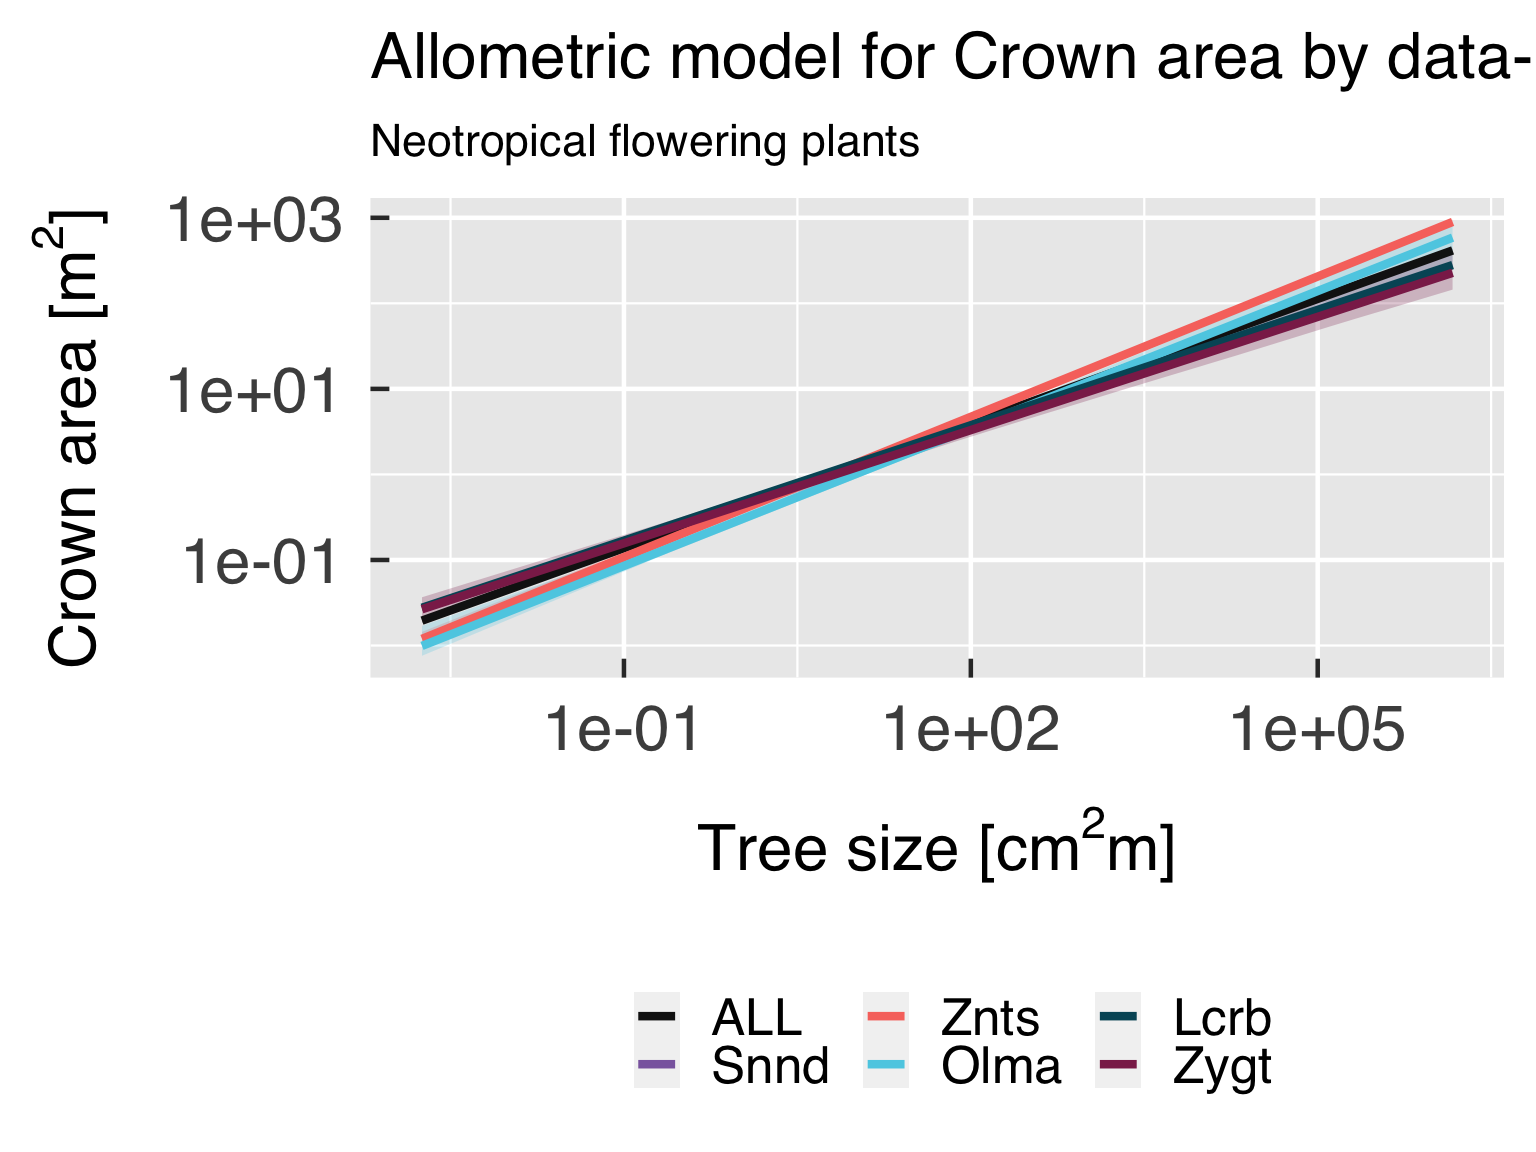 Allometric model for Crown area by data-
Neotropical flowering plants
Crown area [m²]
1e+03
1e+01
1e-01
1e-01 1e+02 1e+05
Tree size [cm²m]
ALL Znts Lcrb
Snnd Olma Zygt